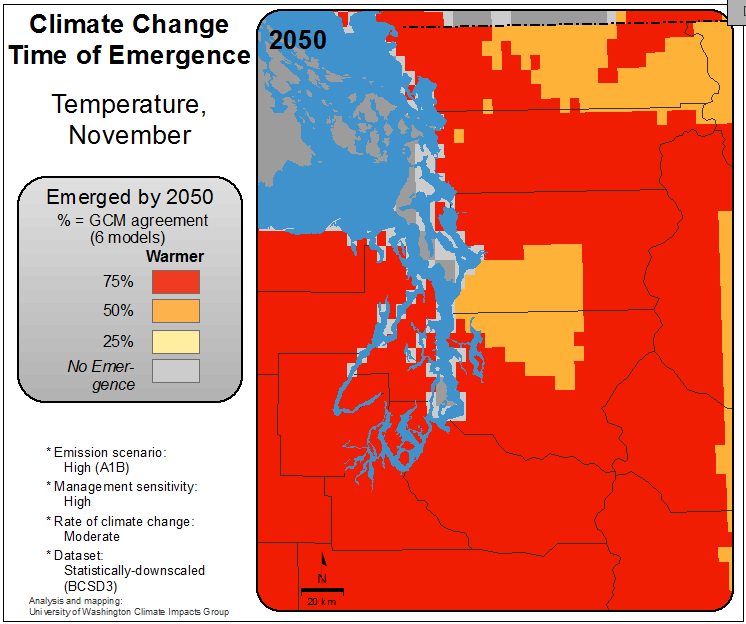 Climate Change
Time of Emergence
Temperature,
November
Emerged by 2050
% = GCM agreement
(6 models)
Warmer
75%
50%
25%
No Emer-
gence
* Emission scenario:
High (A1B)
* Management sensitivity:
High
* Rate of climate change:
Moderate
* Dataset:
Statistically-downscaled
(BCSD3)
Analysis and mapping:
University of Washington Climate Impacts Group
2050
N
20 km